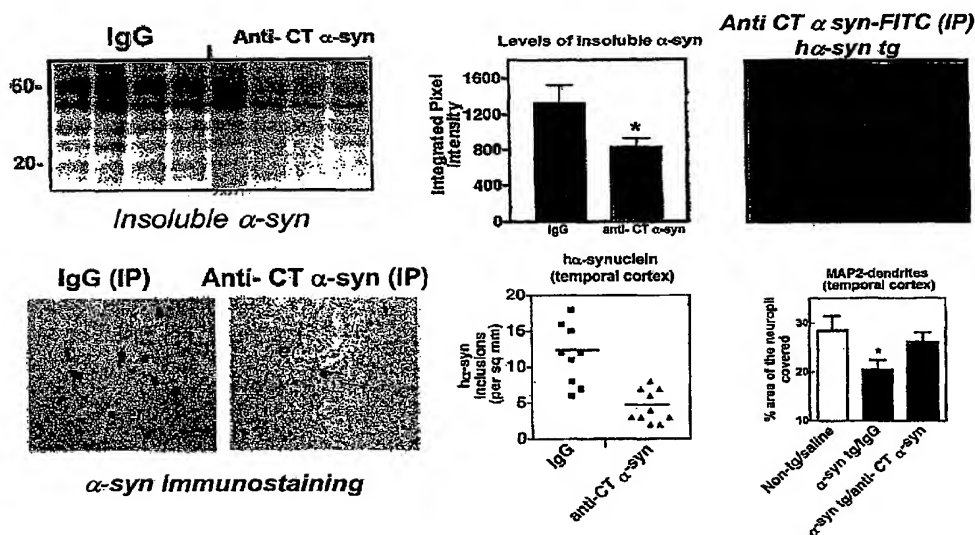 IgG
Anti- CT α-syn
60-
20-
Insoluble α-syn
Levels of insoluble α-syn
Integrated Pixel
Intensity
1600
1200
800
400
0
*
IgG
anti-CT α-syn
Anti CT α syn-FITC (IP)
hα-syn tg
IgG (IP)
Anti- CT α-syn (IP)
α-syn immunostaining
hα-synuclein
(temporal cortex)
hα-syn
inclusions
(per sq mm)
20
15
10
5
0
IgG
anti-CT α-syn
MAP2-dendrites
(temporal cortex)
% area of the neuropil
covered
30
20
10
*
Non-tg/saline
α-syn tg/IgG
α-syn tg/anti- CT α-syn